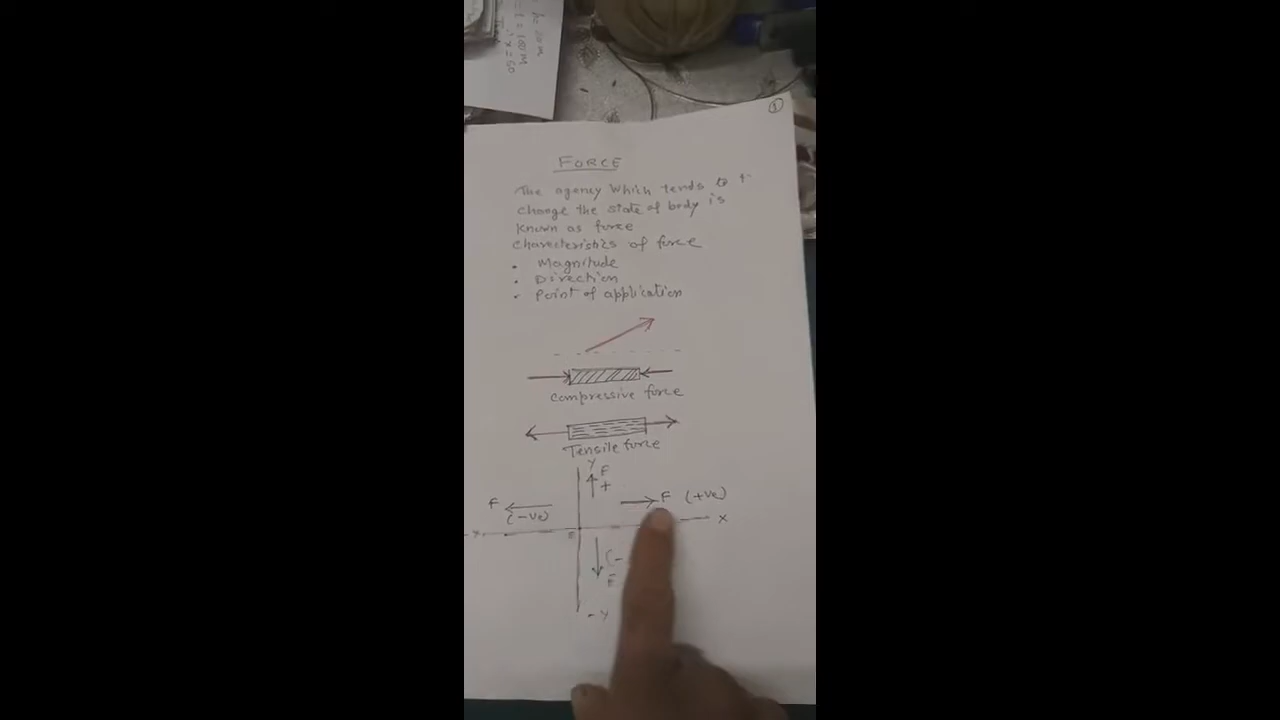 1
FORCE
The agency which tends to t
change the state of body is
known as force
characteristics of force
• Magnitude
• Direction
• Point of application
compressive force
Tensile force
Y
F
+
F
(-ve)
F (+ve)
-X
X
(-
F
-Y